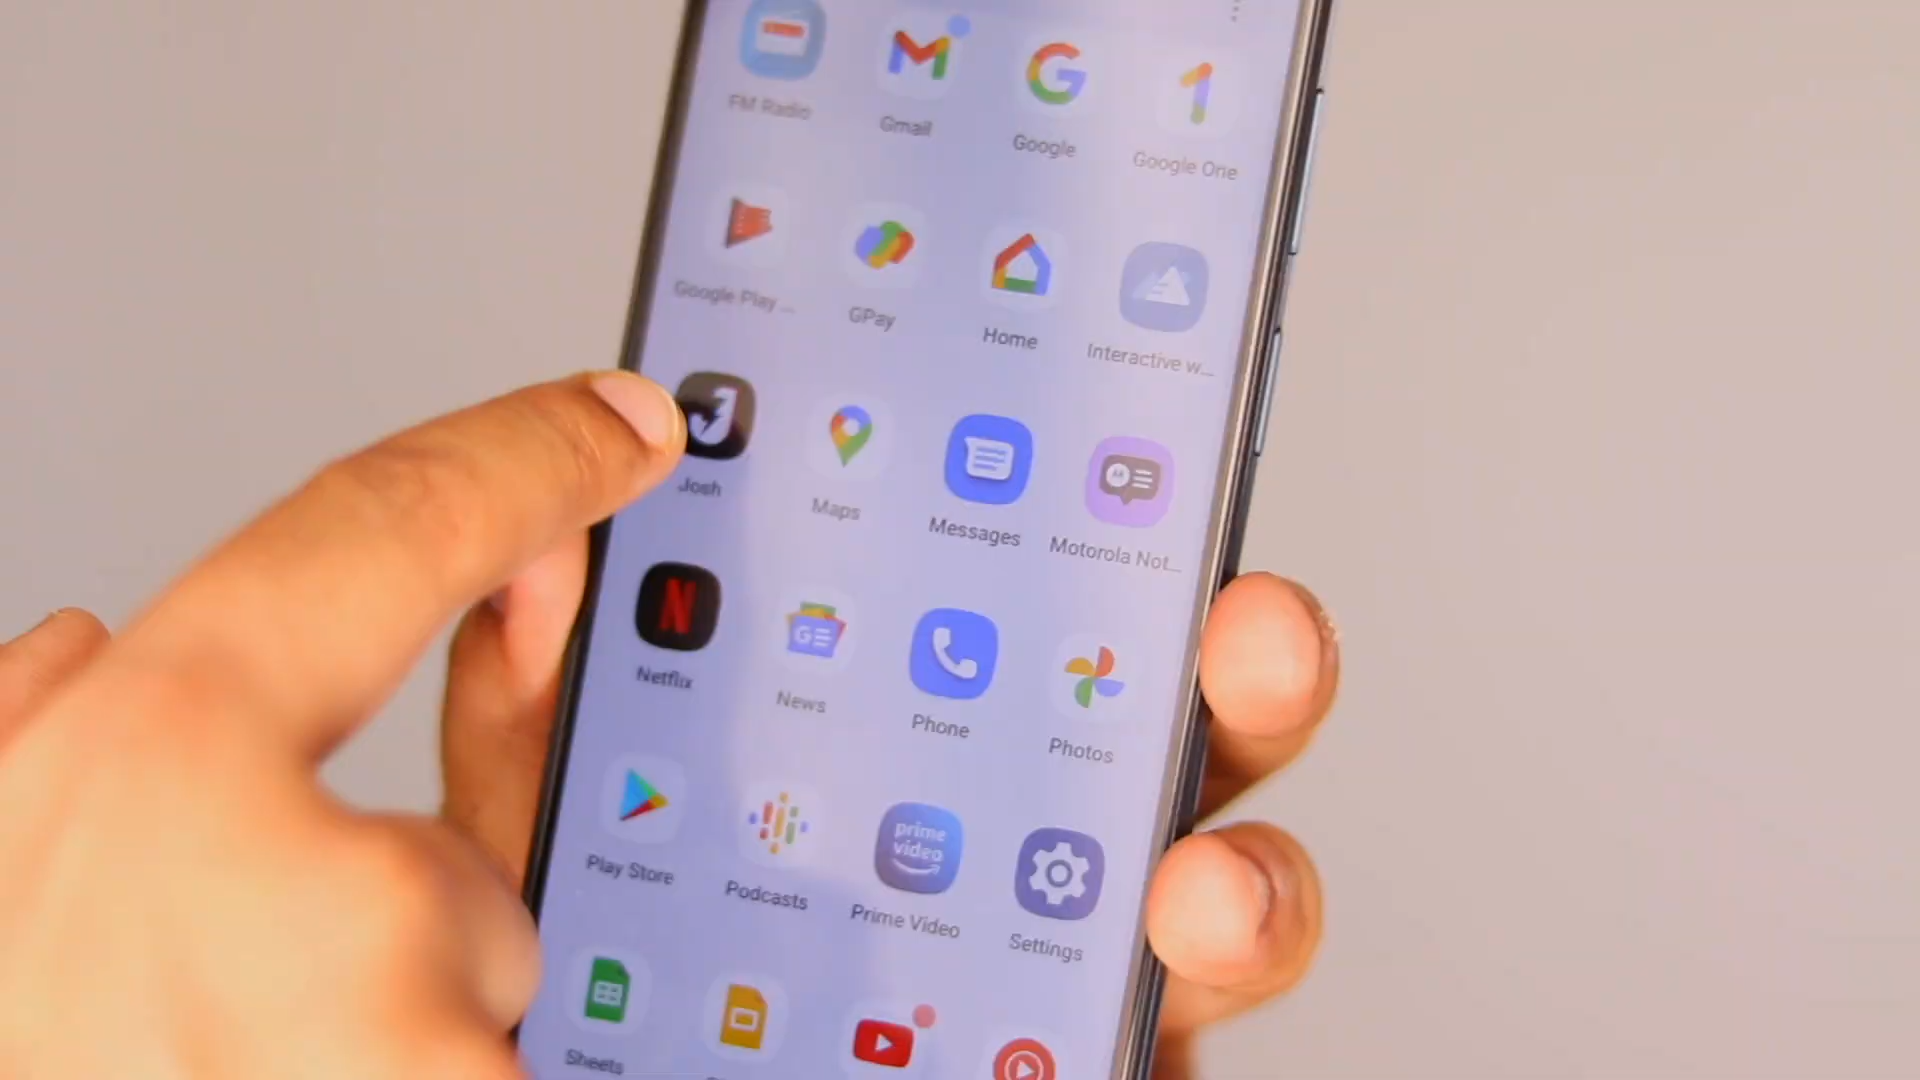 FM Radio
Gmail
Google
Google One
Google Play ...
GPay
Home
Interactive w...
Josh
Maps
Messages
Motorola Not...
N
Netflix
GE
News
Phone
Photos
Play Store
Podcasts
prime
video
Prime Video
Settings
Sheets